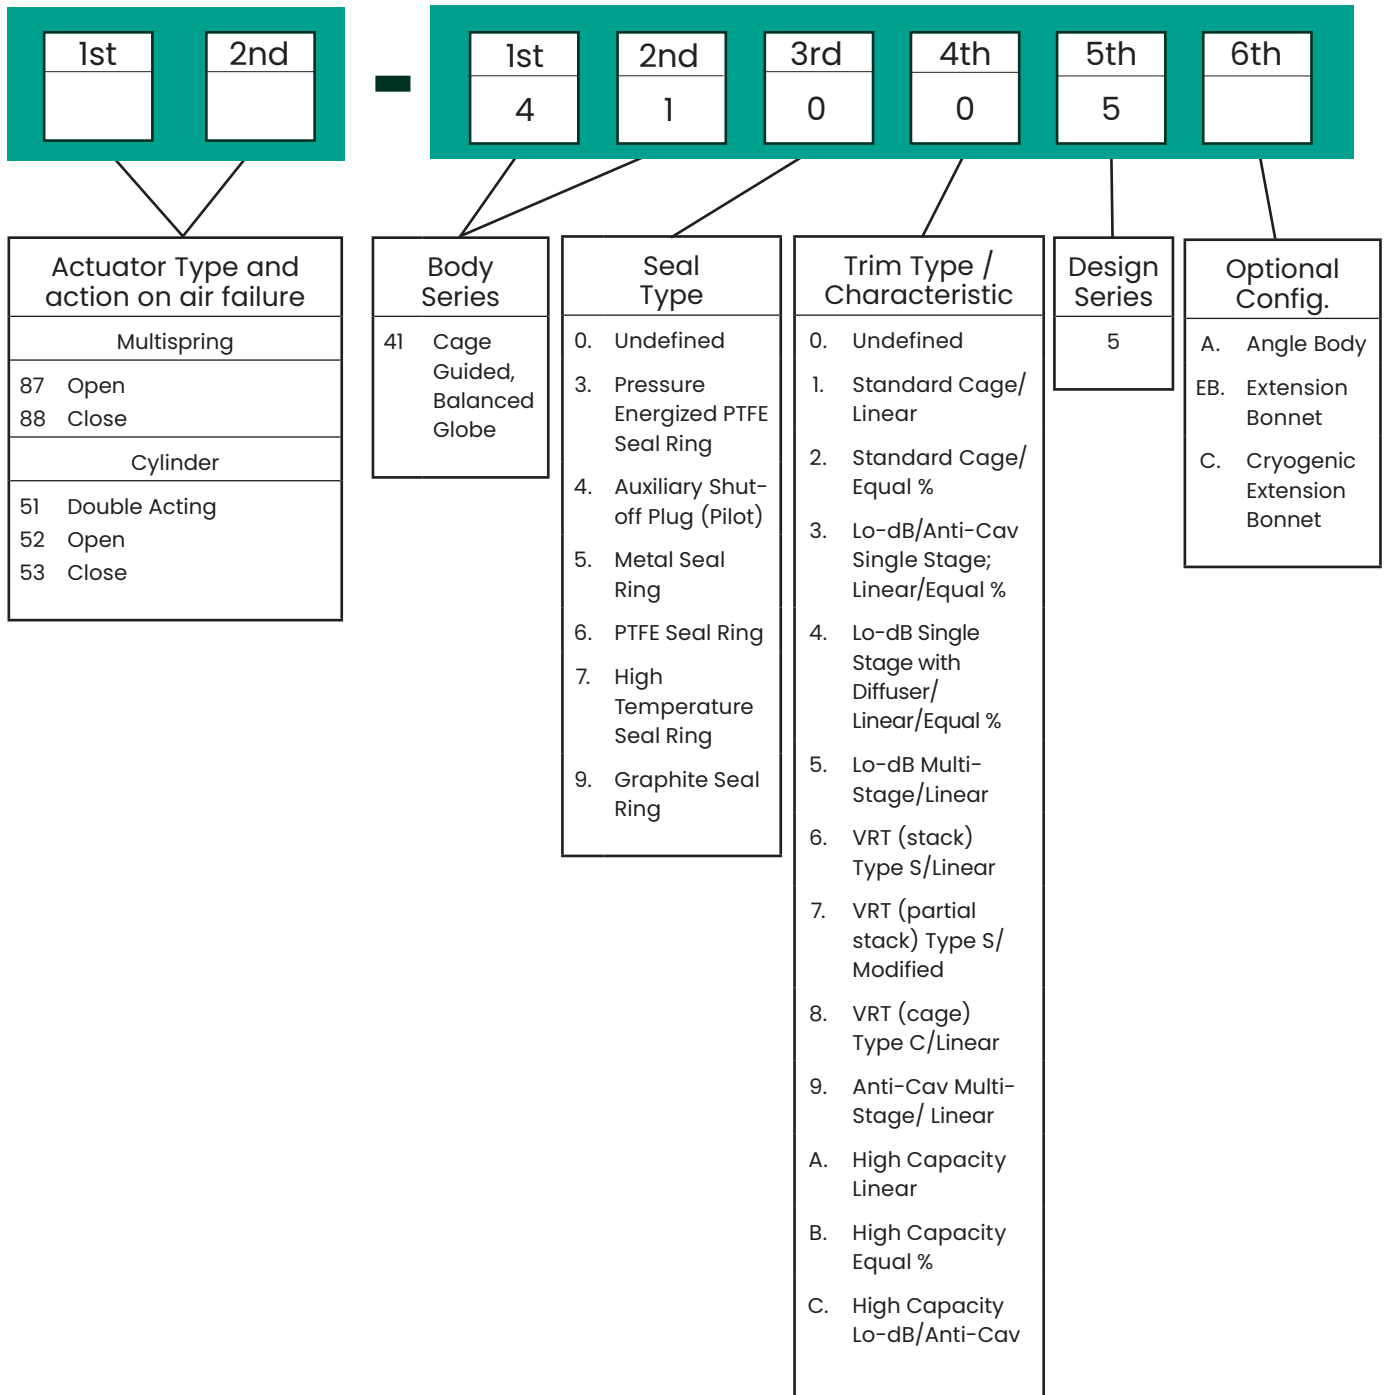 1st 2nd - 1st 2nd 3rd 4th 5th 6th
4 1 0 0 5
Actuator Type and
action on air failure
Multispring
87 Open
88 Close
Cylinder
51 Double Acting
52 Open
53 Close
Body
Series
41 Cage
Guided,
Balanced
Globe
Seal
Type
0. Undefined
3. Pressure
Energized PTFE
Seal Ring
4. Auxiliary Shut-
off Plug (Pilot)
5. Metal Seal
Ring
6. PTFE Seal Ring
7. High
Temperature
Seal Ring
9. Graphite Seal
Ring
Trim Type /
Characteristic
0. Undefined
1. Standard Cage/
Linear
2. Standard Cage/
Equal %
3. Lo-dB/Anti-Cav
Single Stage;
Linear/Equal %
4. Lo-dB Single
Stage with
Diffuser/
Linear/Equal %
5. Lo-dB Multi-
Stage/Linear
6. VRT (stack)
Type S/Linear
7. VRT (partial
stack) Type S/
Modified
8. VRT (cage)
Type C/Linear
9. Anti-Cav Multi-
Stage/ Linear
A. High Capacity
Linear
B. High Capacity
Equal %
C. High Capacity
Lo-dB/Anti-Cav
Design
Series
5
Optional
Config.
A. Angle Body
EB. Extension
Bonnet
C. Cryogenic
Extension
Bonnet